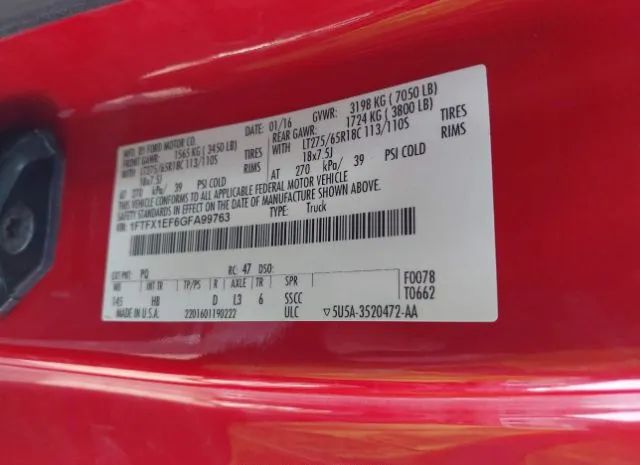 MFD. BY FORD MOTOR CO.
DATE: 01/16 GVWR: 3198 KG ( 7050 LB)
FRONT GAWR: 1565 KG ( 3450 LB) REAR GAWR: 1724 KG ( 3800 LB)
WITH LT275/65R18C 113/110S TIRES WITH LT275/65R18C 113/110S TIRES
18x7.5J RIMS 18x7.5J RIMS
AT 270 kPa/ 39 PSI COLD AT 270 kPa/ 39 PSI COLD
THIS VEHICLE CONFORMS TO ALL APPLICABLE FEDERAL MOTOR VEHICLE
SAFETY STANDARDS IN EFFECT ON THE DATE OF MANUFACTURE SHOWN ABOVE.
VIN: 1FTFX1EF6GFA99763 TYPE: Truck
EXT PNT: PQ RC: 47 DSO:
WB INT TR TP/PS R AXLE TR SPR
145 HB D L3 6 SSCC
F0078
T0662
MADE IN U.S.A. 2201601190222 ULC ▽5U5A-3520472-AA